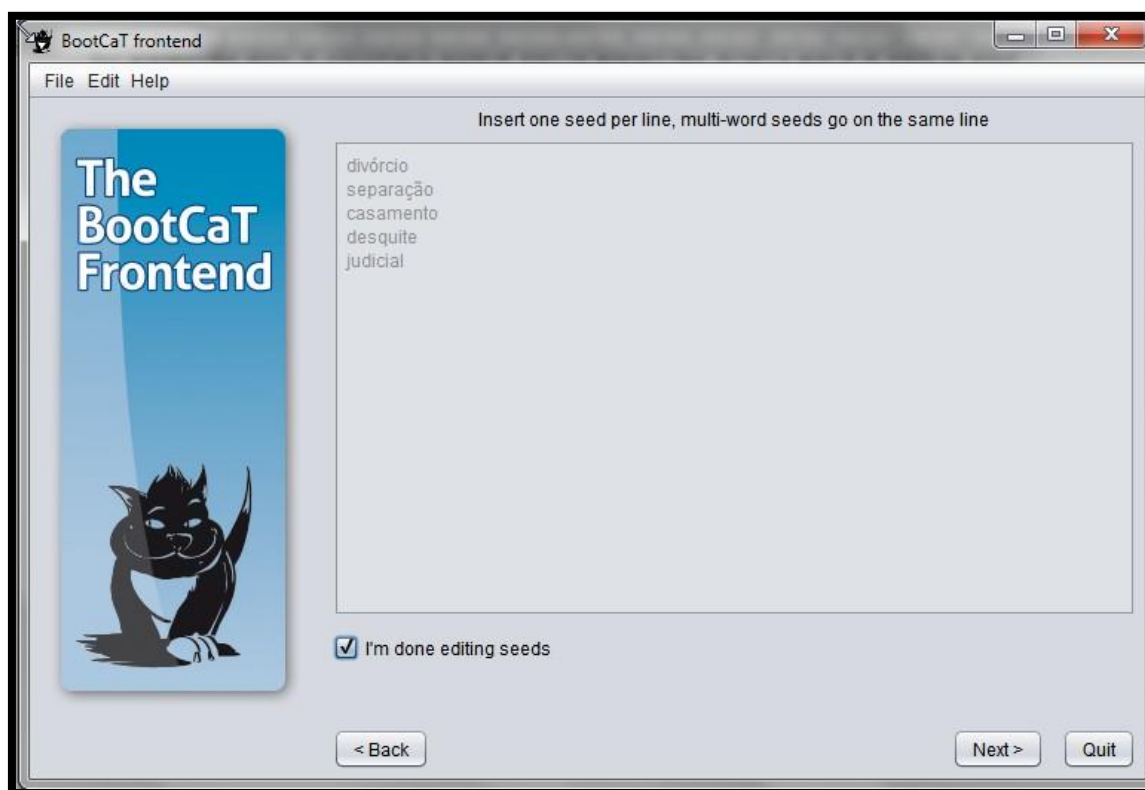 BootCaT frontend
File Edit Help
Insert one seed per line, multi-word seeds go on the same line
The
BootCaT
Frontend
divórcio
separação
casamento
desquite
judicial
I'm done editing seeds
< Back
Next >
Quit